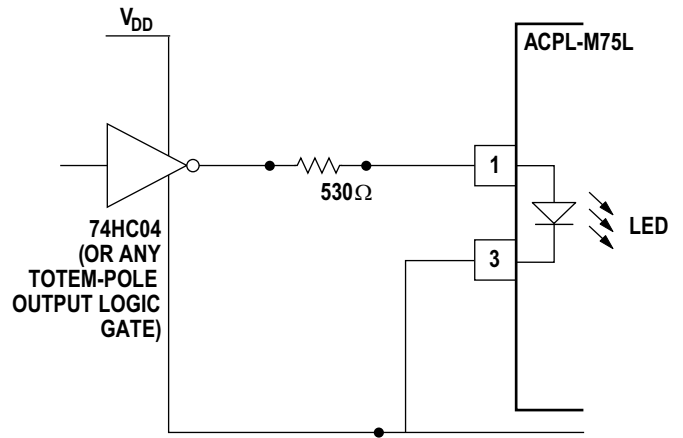 VDD
ACPL-M75L
1
530Ω
74HC04
(OR ANY
TOTEM-POLE
OUTPUT LOGIC
GATE)
LED
3